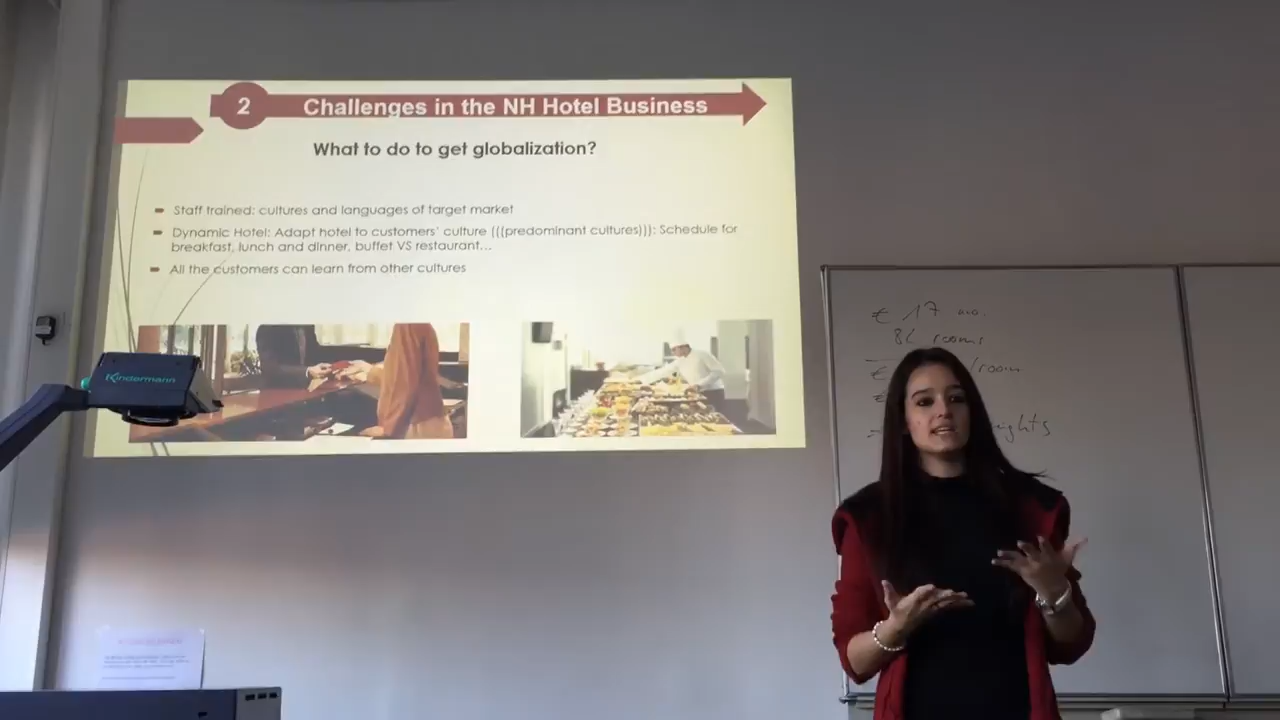 2
Challenges in the NH Hotel Business
What to do to get globalization?
Staff trained: cultures and languages of target market
Dynamic Hotel: Adapt hotel to customers' culture (((predominant cultures))): Schedule for
breakfast, lunch and dinner, buffet VS restaurant...
All the customers can learn from other cultures
Kindermann
€ 17
rooms
€ /room
€